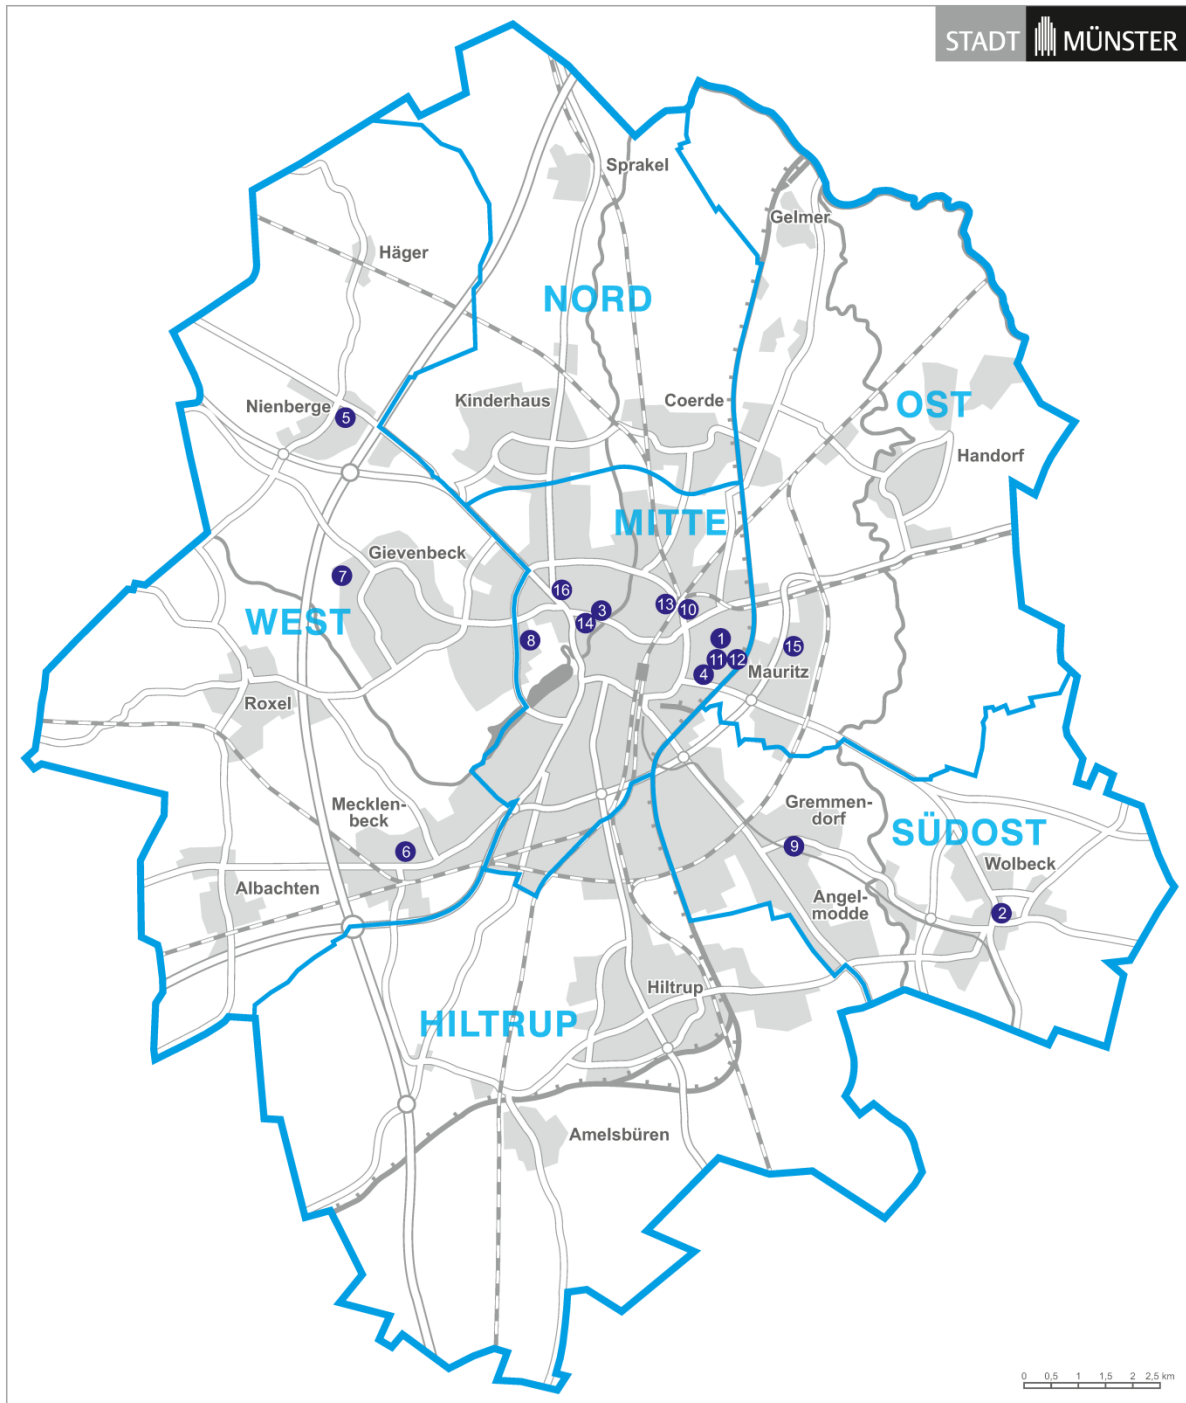 STADT MÜNSTER
Sprakel
Gelmer
Häger
NORD
Nienberge
5
Kinderhaus
Coerde
OST
Handorf
MITTE
Gievenbeck
7
16
13
10
3
14
WEST
8
1
15
11
12
4
Mauritz
Roxel
Mecklen-
beck
6
Gremmen-
dorf
9
SÜDOST
Wolbeck
Albachten
Angel-
modde
2
Hiltrup
HILTRUP
Amelsbüren
0 0,5 1 1,5 2 2,5 km